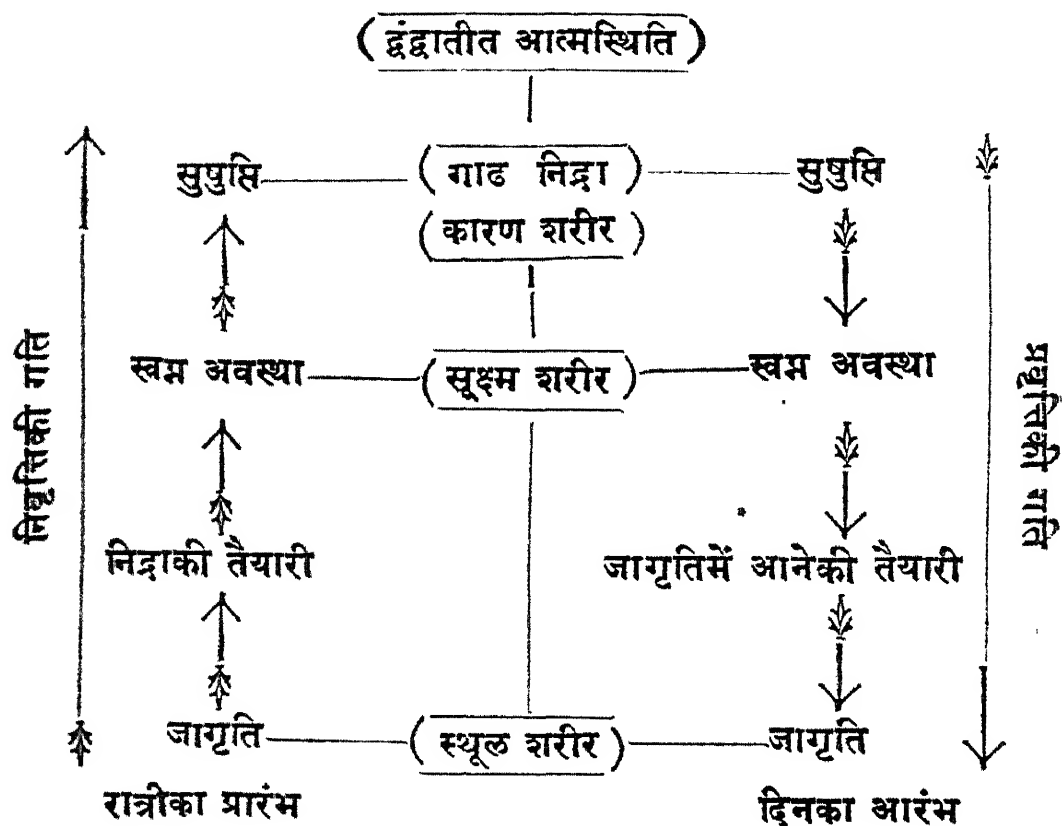 (द्वंद्वातीत आत्मस्थिति)
सुषुप्ति (गाढ निद्रा) सुषुप्ति
(कारण शरीर)
निवृत्तिकी गति
स्वप्न अवस्था (सूक्ष्म शरीर) स्वप्न अवस्था
प्रवृत्तिकी गति
निद्राकी तैयारी जागृतिमें आनेकी तैयारी
जागृति (स्थूल शरीर) जागृति
रात्रीका प्रारंभ दिनका आरंभ